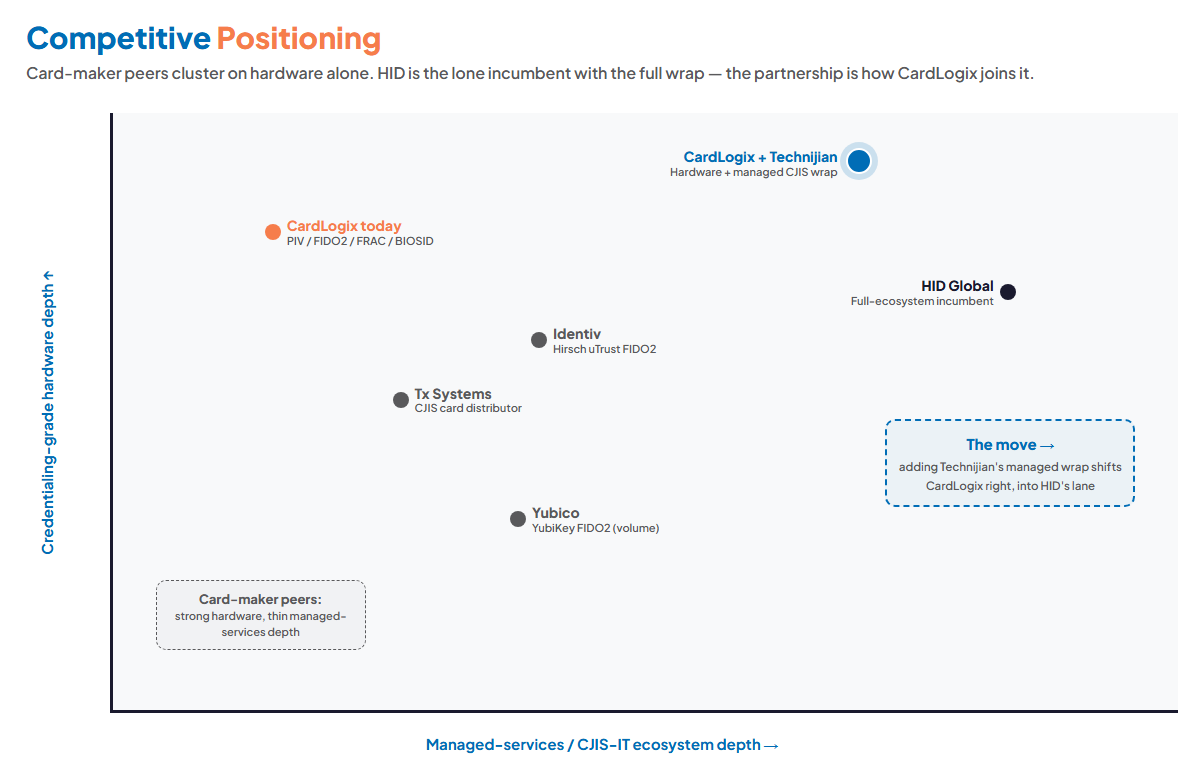 Competitive Positioning
Card-maker peers cluster on hardware alone. HID is the lone incumbent with the full wrap — the partnership is how CardLogix joins it.
CardLogix + Technijian
Hardware + managed CJIS wrap
CardLogix today
PIV / FIDO2 / FRAC / BIOSID
HID Global
Full-ecosystem incumbent
Identiv
Hirsch uTrust FIDO2
Tx Systems
CJIS card distributor
The move →
adding Technijian's managed wrap shifts
CardLogix right, into HID's lane
Yubico
YubiKey FIDO2 (volume)
Card-maker peers:
strong hardware, thin managed-
services depth
Credentialing-grade hardware depth →
Managed-services / CJIS-IT ecosystem depth →